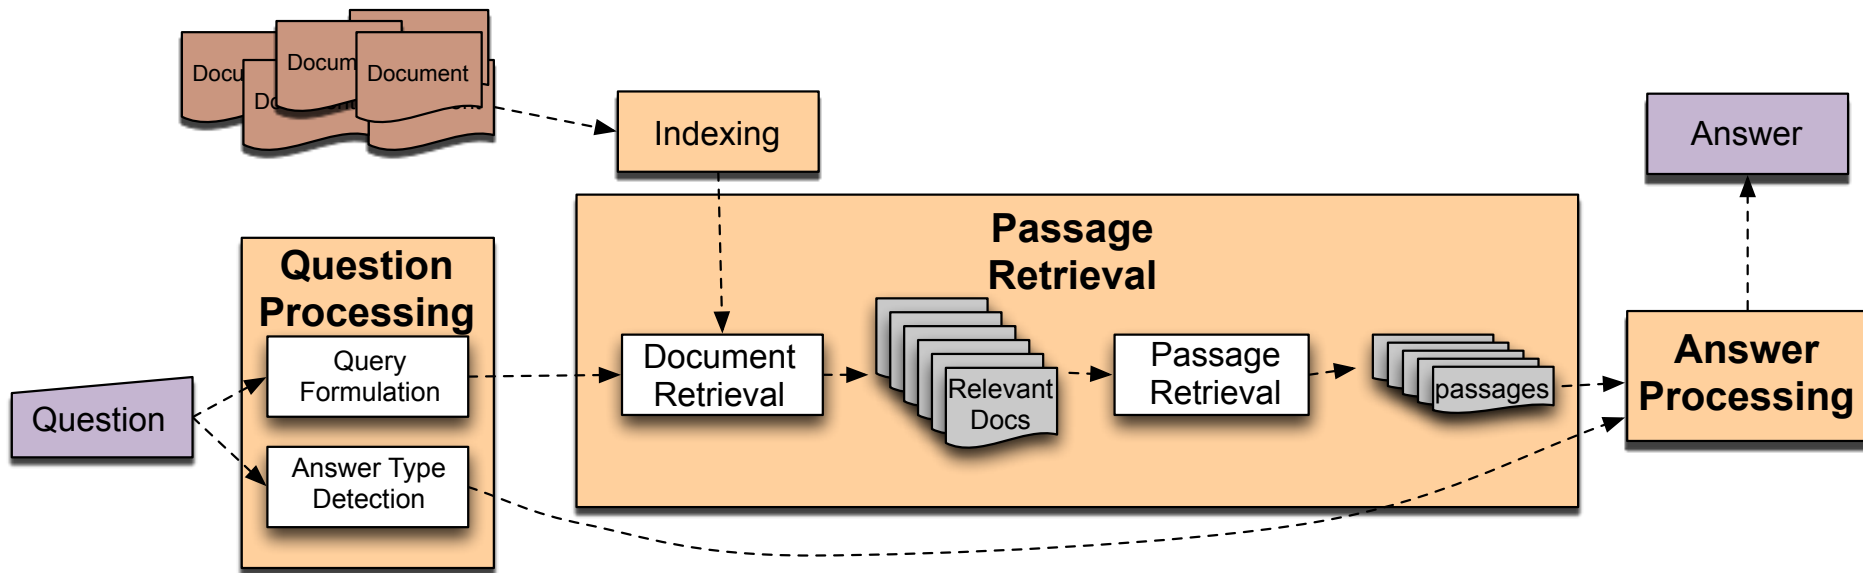 Document
Indexing
Answer
Passage
Retrieval
Question
Processing
Query
Formulation
Document
Retrieval
Relevant
Docs
Passage
Retrieval
passages
Answer
Processing
Question
Answer Type
Detection